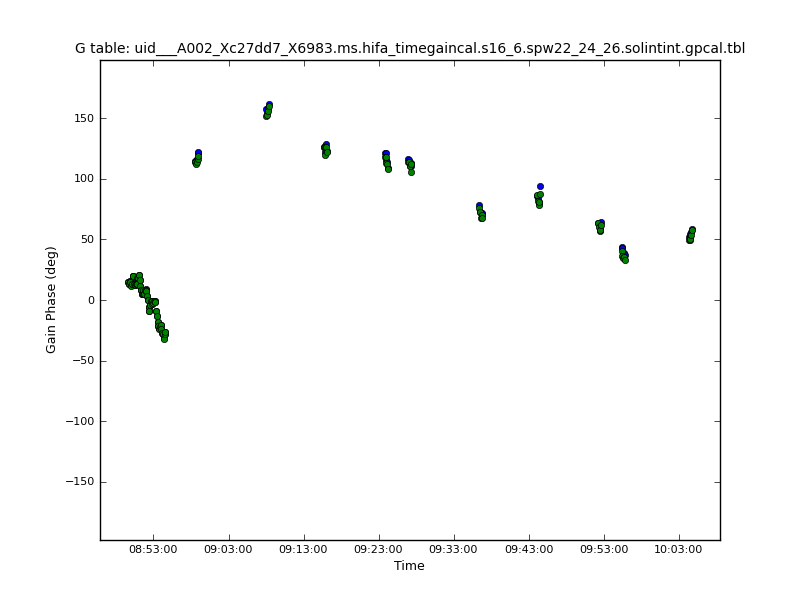 G table: uid___A002_Xc27dd7_X6983.ms.hifa_timegaincal.s16_6.spw22_24_26.solintint.gpcal.tbl
150
100
50
0
−50
−100
−150
Gain Phase (deg)
08:53:00 09:03:00 09:13:00 09:23:00 09:33:00 09:43:00 09:53:00 10:03:00
Time